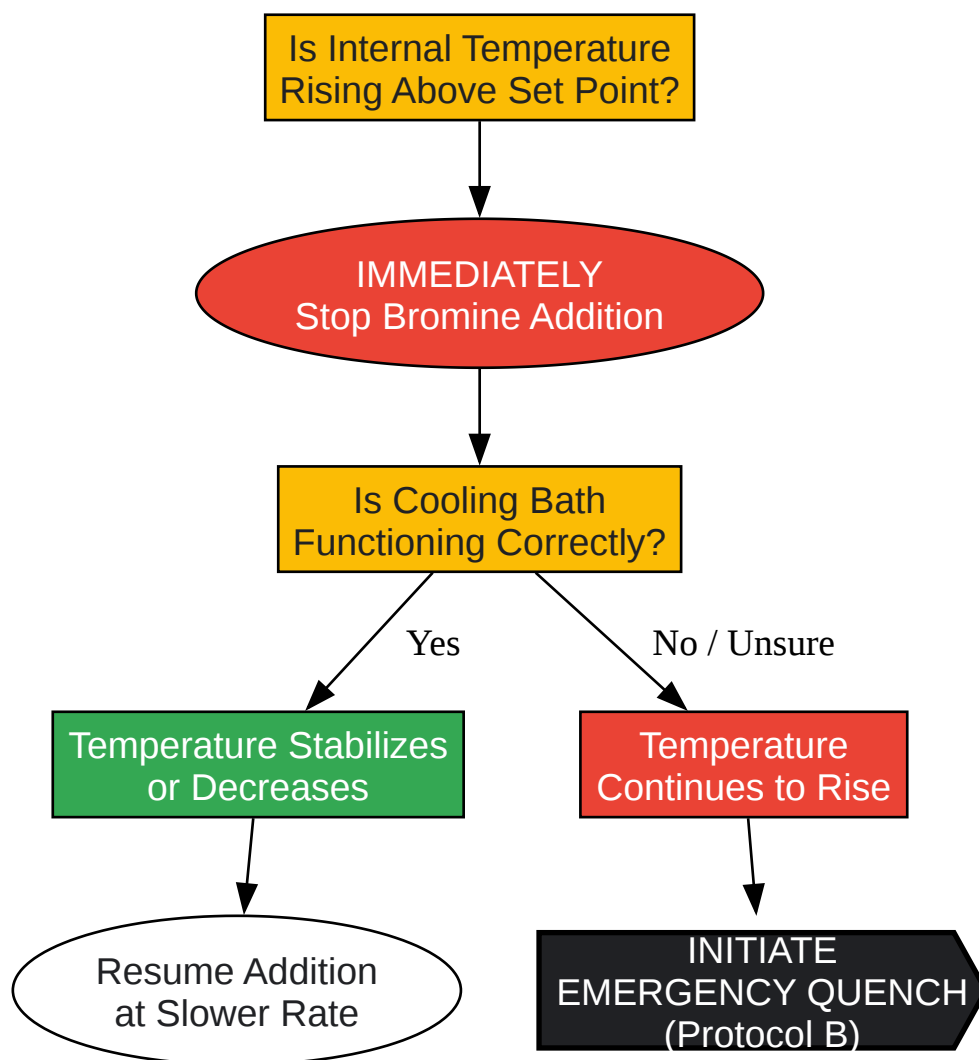 Is Internal Temperature
Rising Above Set Point?
IMMEDIATELY
Stop Bromine Addition
Is Cooling Bath
Functioning Correctly?
Yes
No / Unsure
Temperature Stabilizes
or Decreases
Temperature
Continues to Rise
Resume Addition
at Slower Rate
INITIATE
EMERGENCY QUENCH
(Protocol B)